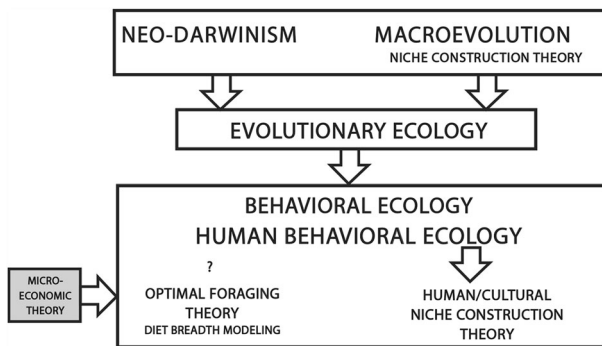 NEO-DARWINISM
MACROEVOLUTION
NICHE CONSTRUCTION THEORY
EVOLUTIONARY ECOLOGY
BEHAVIORAL ECOLOGY
HUMAN BEHAVIORAL ECOLOGY
MICRO-
ECONOMIC
THEORY
?
OPTIMAL FORAGING
THEORY
DIET BREADTH MODELING
HUMAN/CULTURAL
NICHE CONSTRUCTION
THEORY